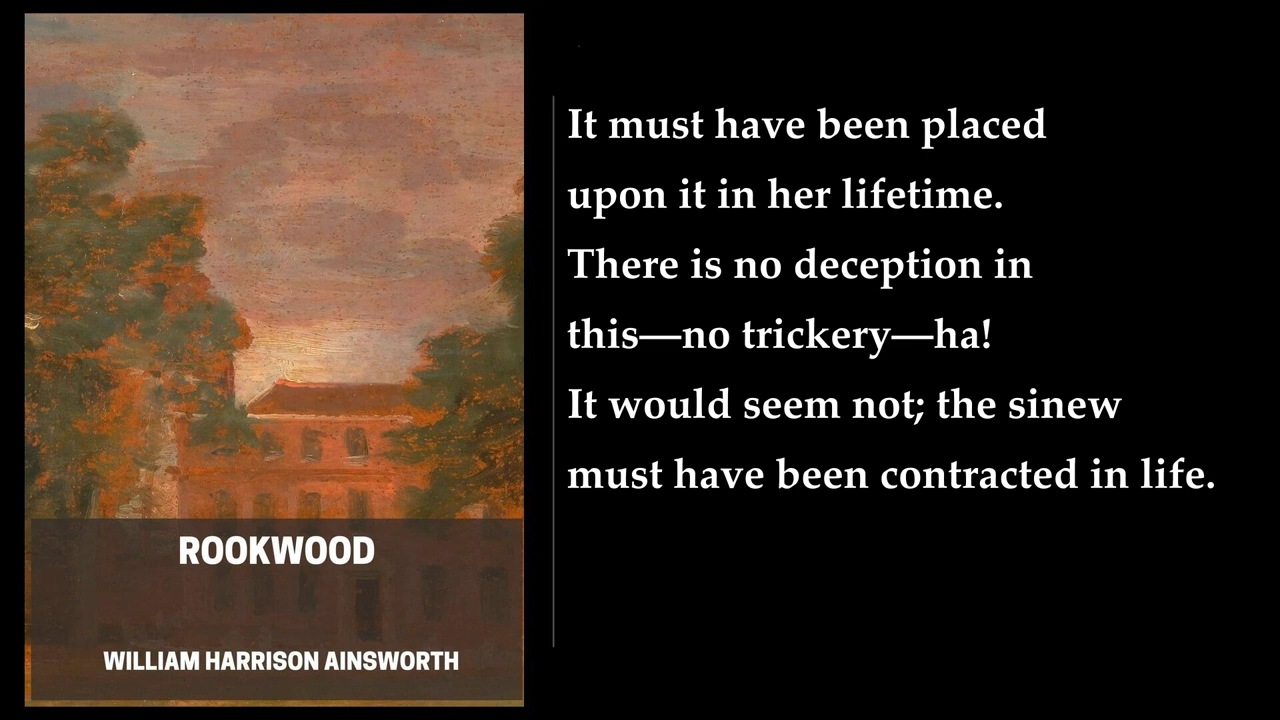 ROOKWOOD
WILLIAM HARRISON AINSWORTH
It must have been placed
upon it in her lifetime.
There is no deception in
this—no trickery—ha!
It would seem not; the sinew
must have been contracted in life.